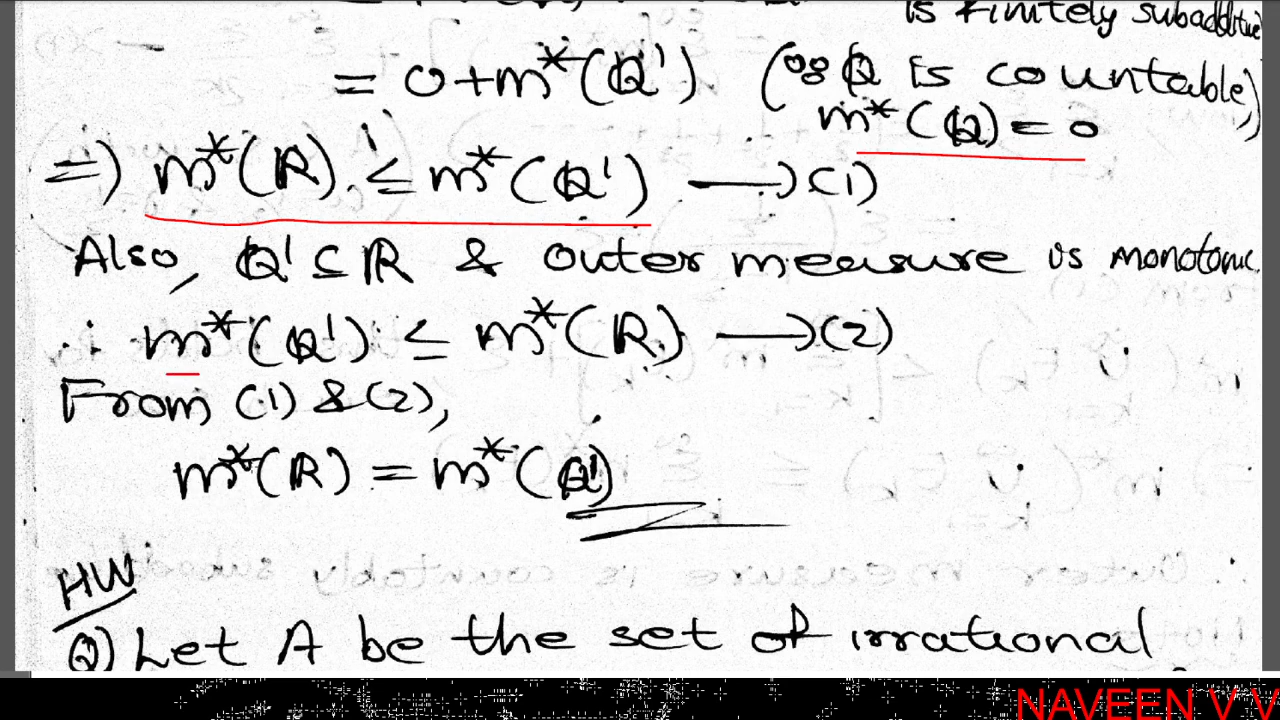 is finitely subadditive
= 0 + m*(Q') (∵ Q is countable,
m*(Q) = 0
⇒ m*(R) ≤ m*(Q') → (1)
Also, Q' ⊆ R & outer measure is monotonic.
∴ m*(Q') ≤ m*(R) → (2)
From (1) & (2),
m*(R) = m*(Q')
HW
Q) Let A be the set of irrational
NAVEEN V V